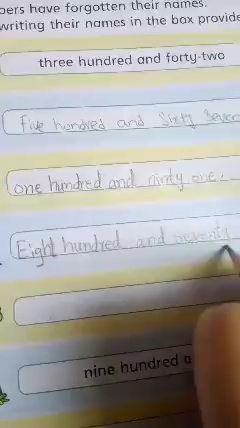 bers have forgotten their names.
writing their names in the box provide
three hundred and forty-two
Five hundred and Sixty Seven
one hundred and ninty one.
Eight hundred and seventy
nine hundred a